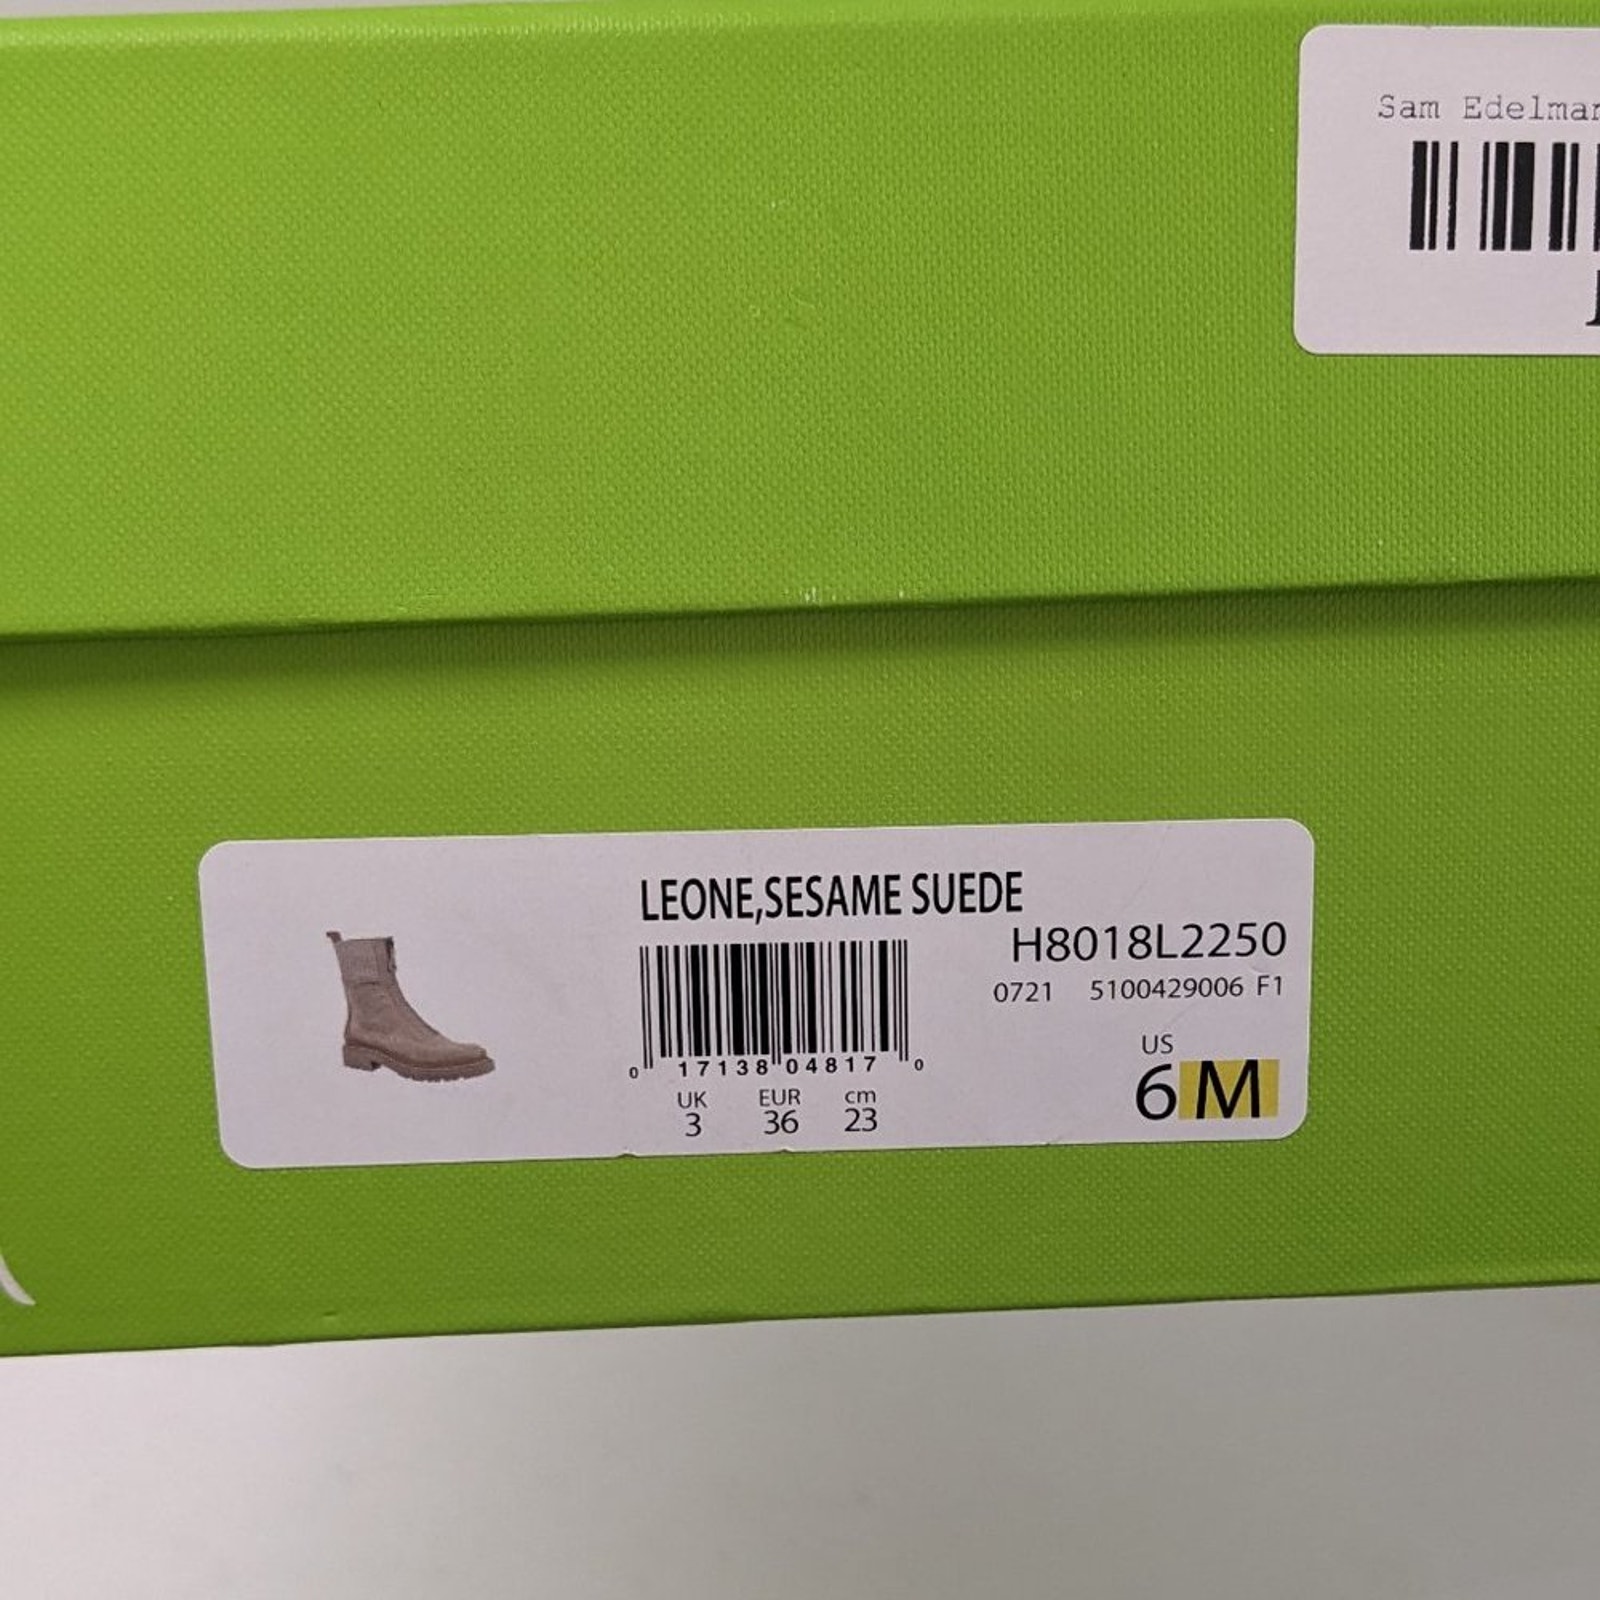 Sam Edelman
LEONE,SESAME SUEDE
H8018L2250
0721 5100429006 F1
0 17138 04817 0
UK EUR cm
3 36 23
US
6 M